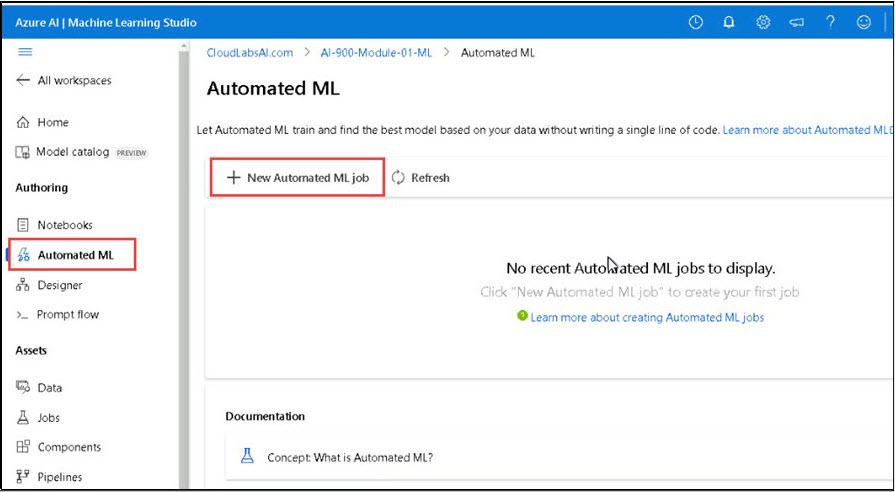 Azure AI | Machine Learning Studio
All workspaces
Home
Model catalog PREVIEW
Authoring
Notebooks
Automated ML
Designer
Prompt flow
Assets
Data
Jobs
Components
Pipelines
CloudLabsAI.com > AI-900-Module-01-ML > Automated ML
Automated ML
Let Automated ML train and find the best model based on your data without writing a single line of code. Learn more about Automated ML
New Automated ML job Refresh
No recent Automated ML jobs to display.
Click "New Automated ML job" to create your first job
Learn more about creating Automated ML jobs
Documentation
Concept: What is Automated ML?